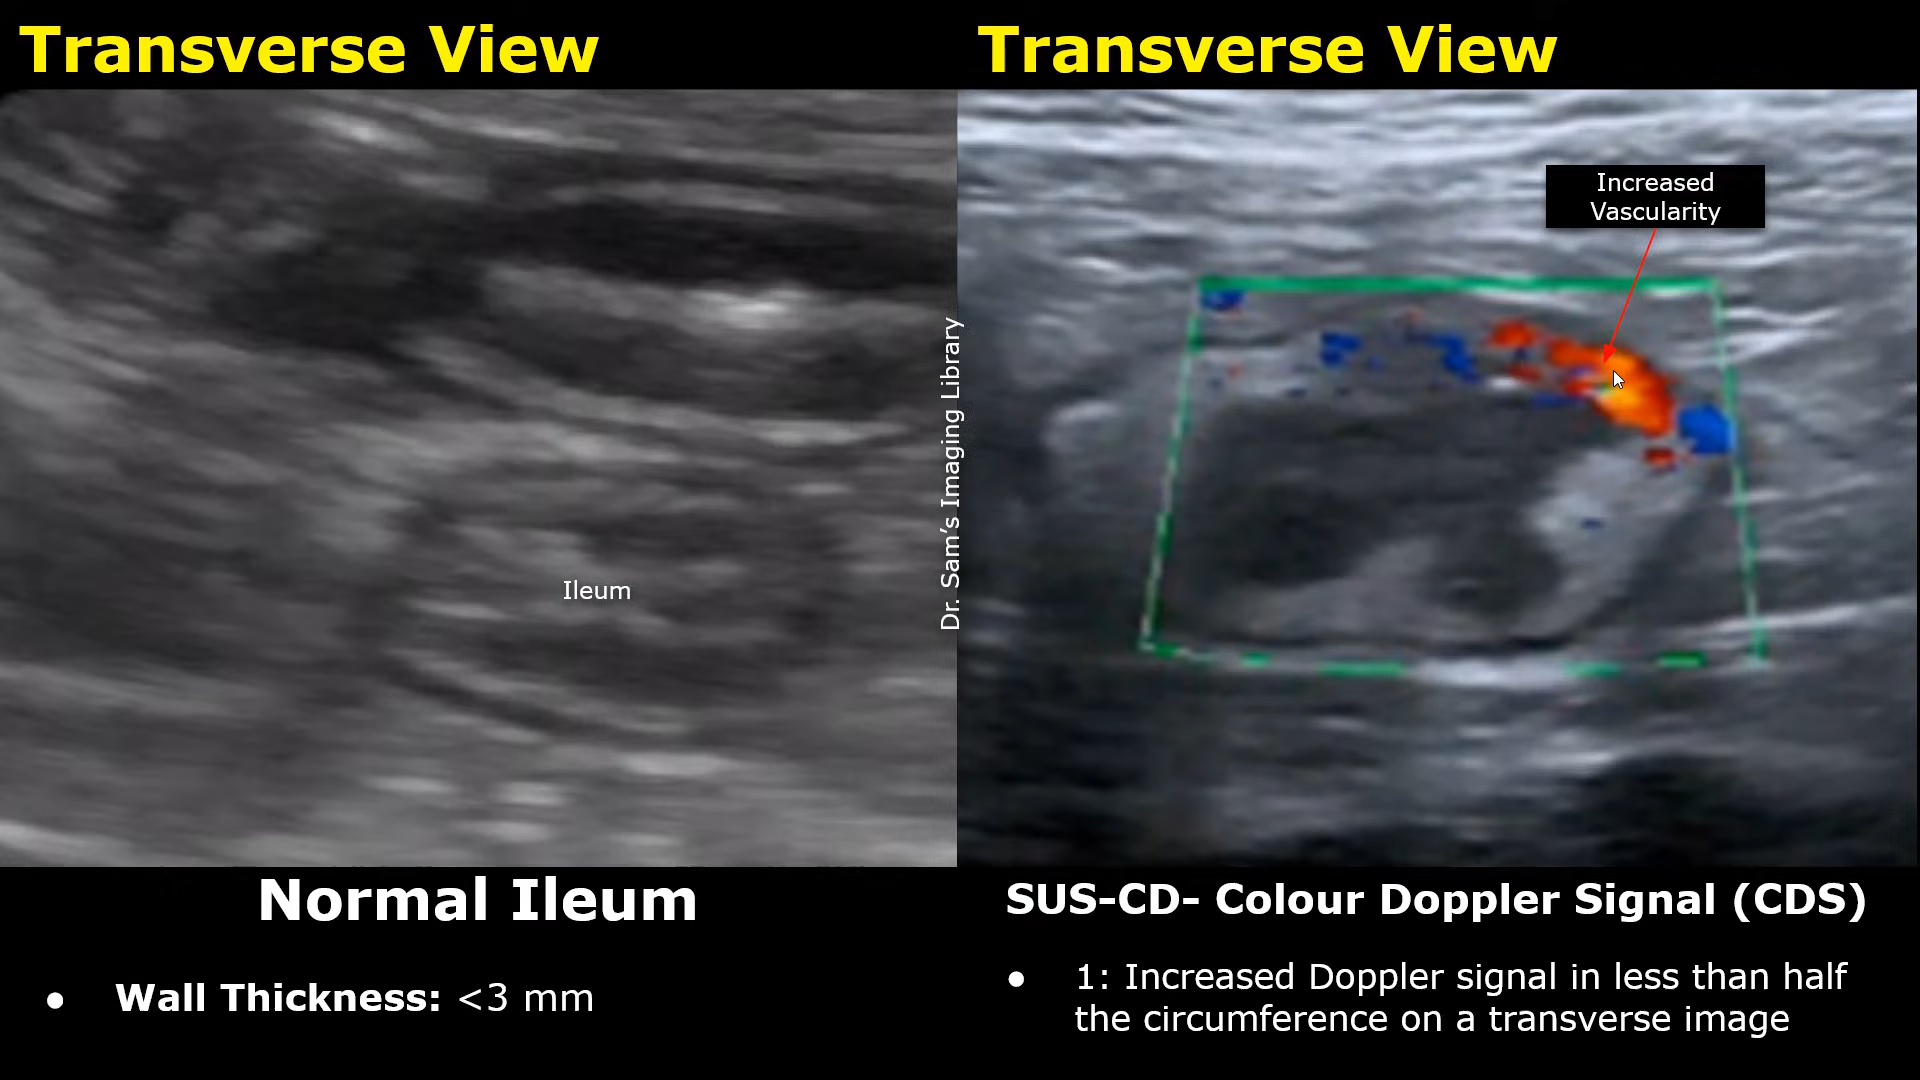 Transverse View
Transverse View
Increased
Vascularity
Dr. Sam’s Imaging Library
Ileum
Normal Ileum
● Wall Thickness: <3 mm
SUS-CD- Colour Doppler Signal (CDS)
● 1: Increased Doppler signal in less than half
the circumference on a transverse image